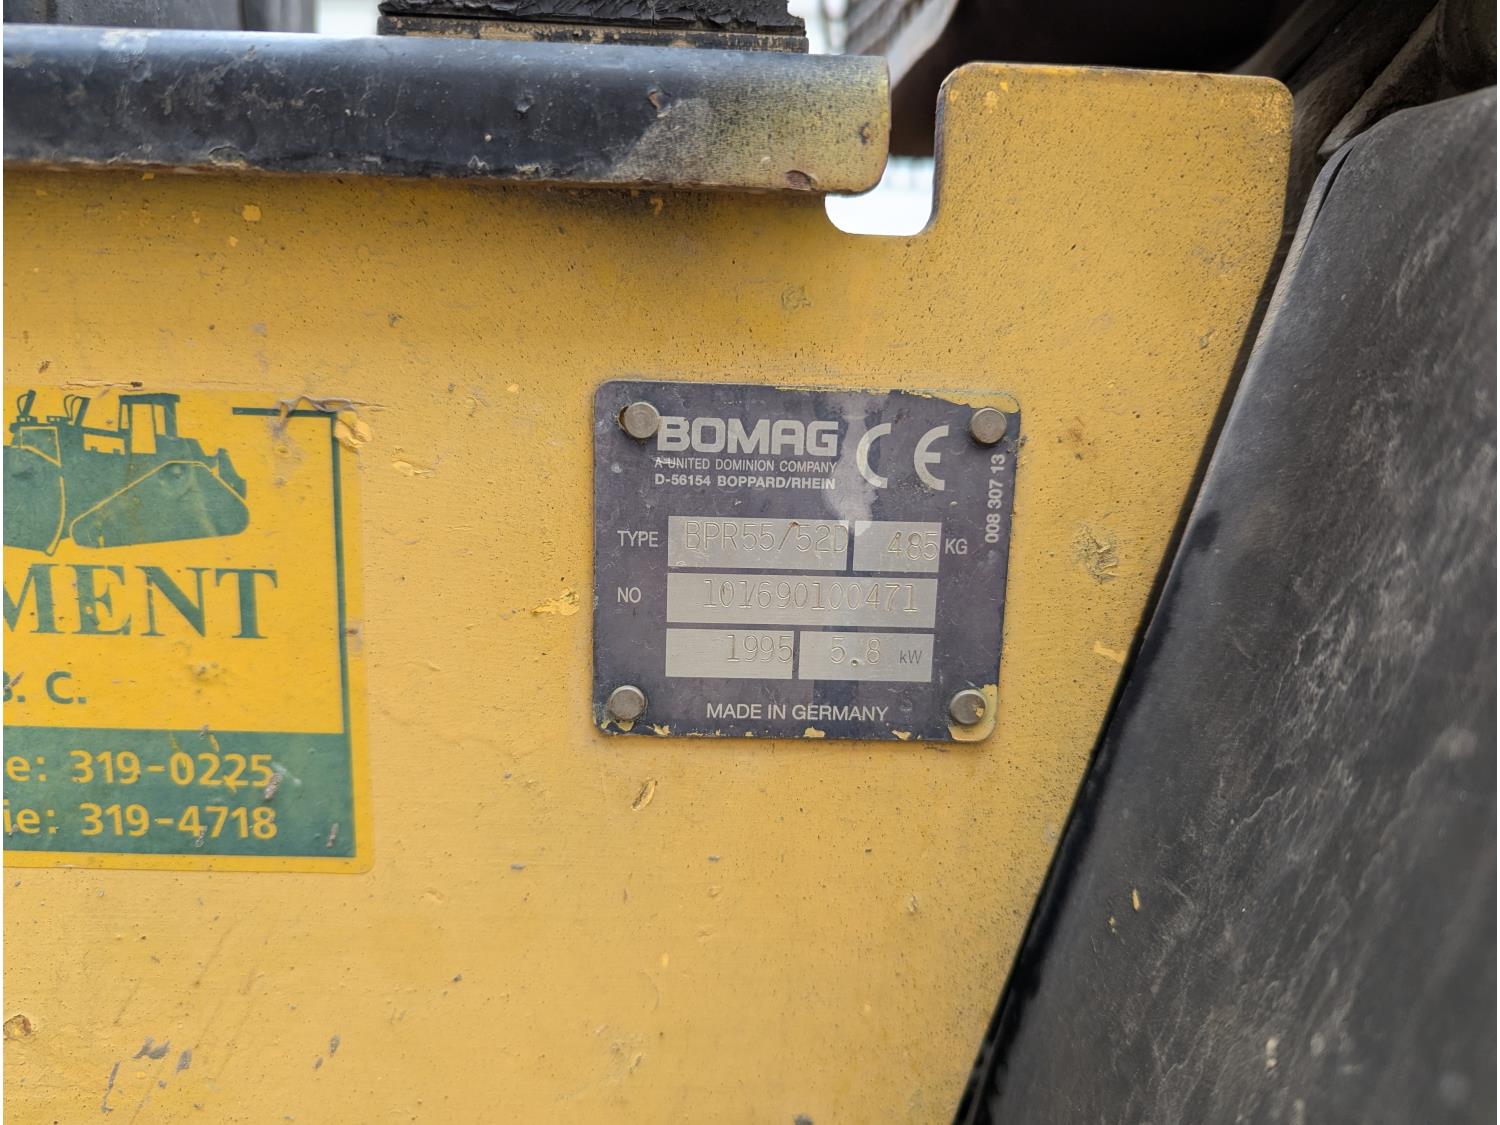 BOMAG CE
A UNITED DOMINION COMPANY
D-56154 BOPPARD/RHEIN
008 307 13
TYPE BPR55/52D 485 KG
NO 101690100471
1995 5.8 kW
MADE IN GERMANY
MENT
B. C.
e: 319-0225
ie: 319-4718